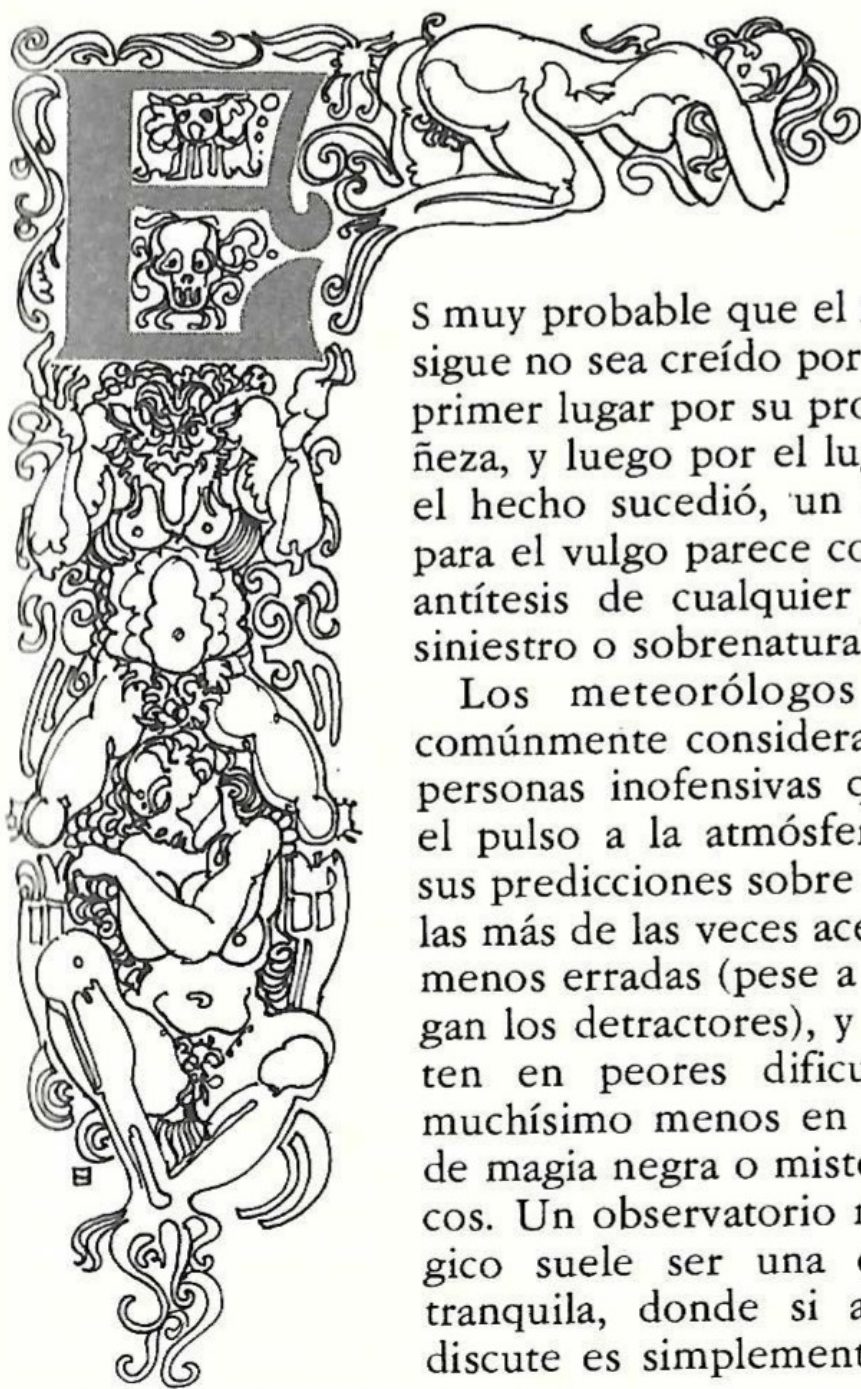 ES muy probable que el
sigue no sea creído por
primer lugar por su pro
ñeza, y luego por el lu
el hecho sucedió, un
para el vulgo parece co
antítesis de cualquier
siniestro o sobrenatura
Los meteorólogos
comúnmente considera
personas inofensivas
el pulso a la atmósfe
sus predicciones sobre
las más de las veces ace
menos erradas (pese a
gan los detractores), y
ten en peores dificu
muchísimo menos en
de magia negra o miste
cos. Un observatorio
gico suele ser una
tranquila, donde si a
discute es simplement